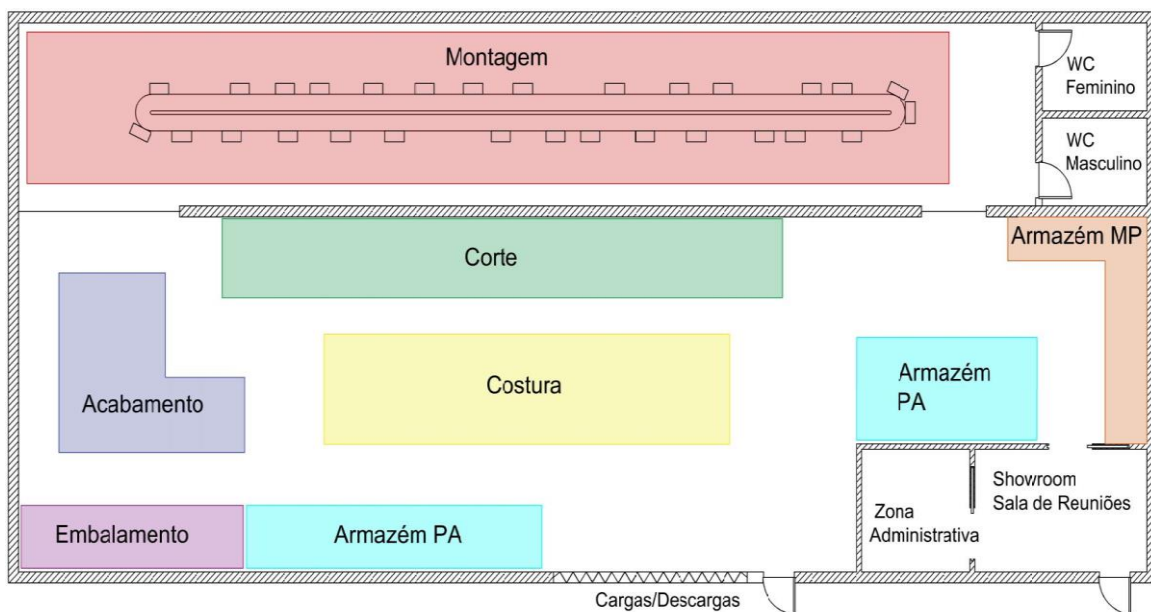 Montagem
WC
Feminino
WC
Masculino
Armazém MP
Corte
Armazém
PA
Costura
Acabamento
Showroom
Sala de Reuniões
Zona
Administrativa
Embalamento
Armazém PA
Cargas/Descargas